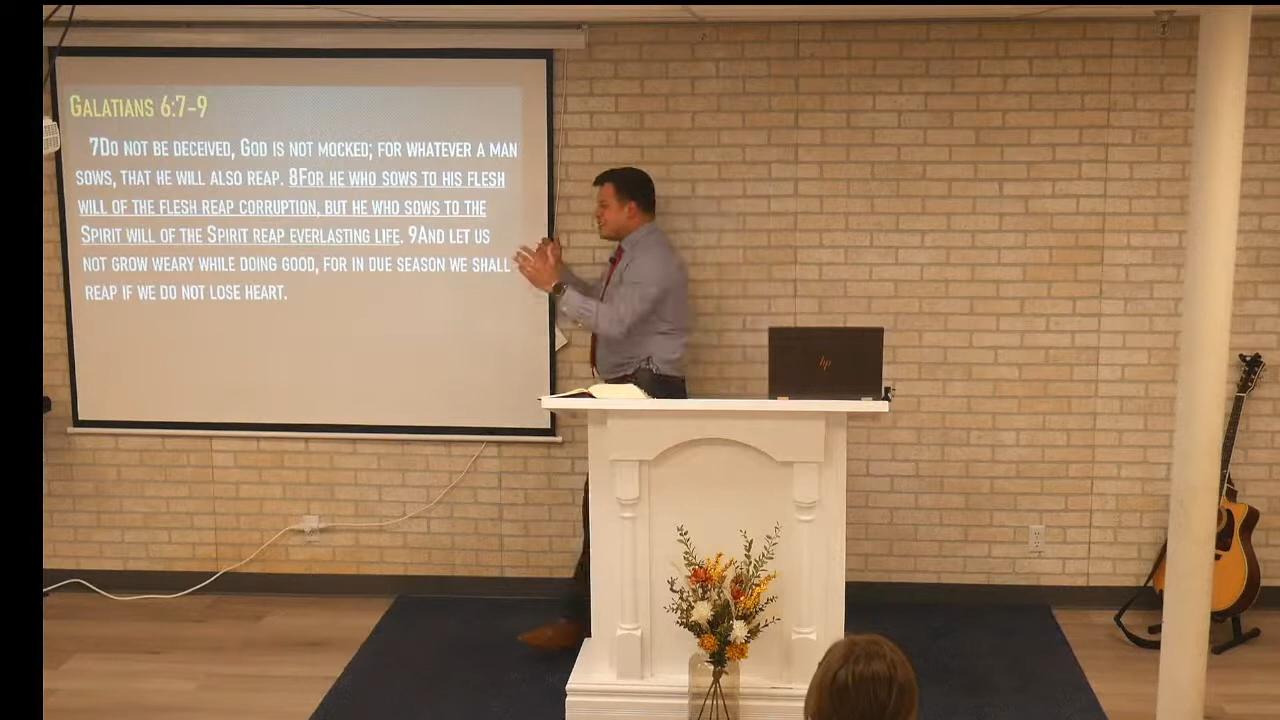 GALATIANS 6:7-9
7DO NOT BE DECEIVED, GOD IS NOT MOCKED; FOR WHATEVER A MAN
SOWS, THAT HE WILL ALSO REAP. 8FOR HE WHO SOWS TO HIS FLESH
WILL OF THE FLESH REAP CORRUPTION, BUT HE WHO SOWS TO THE
SPIRIT WILL OF THE SPIRIT REAP EVERLASTING LIFE. 9AND LET US
NOT GROW WEARY WHILE DOING GOOD, FOR IN DUE SEASON WE SHALL
REAP IF WE DO NOT LOSE HEART.
hp